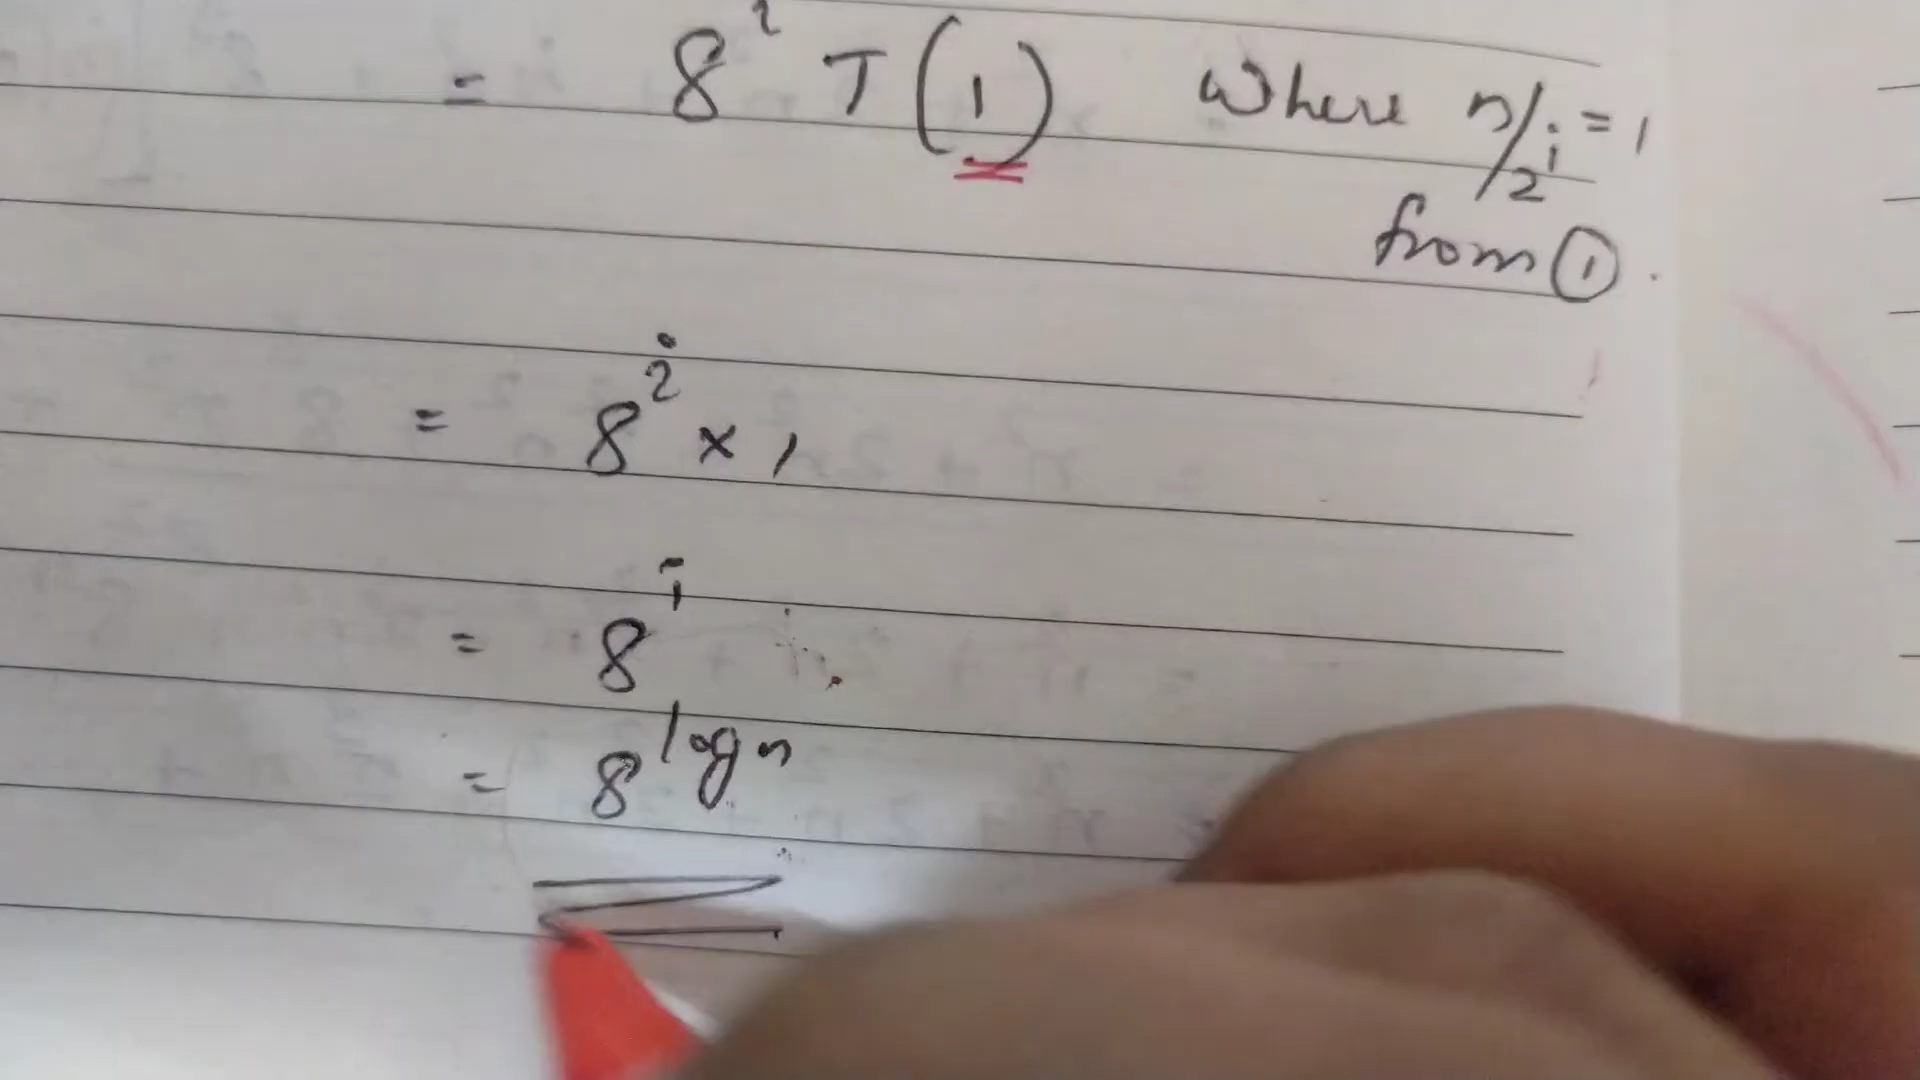 = 8^i T(1) where n/2^i = 1
from ①.
= 8^i × 1
= 8^i
= 8^log n